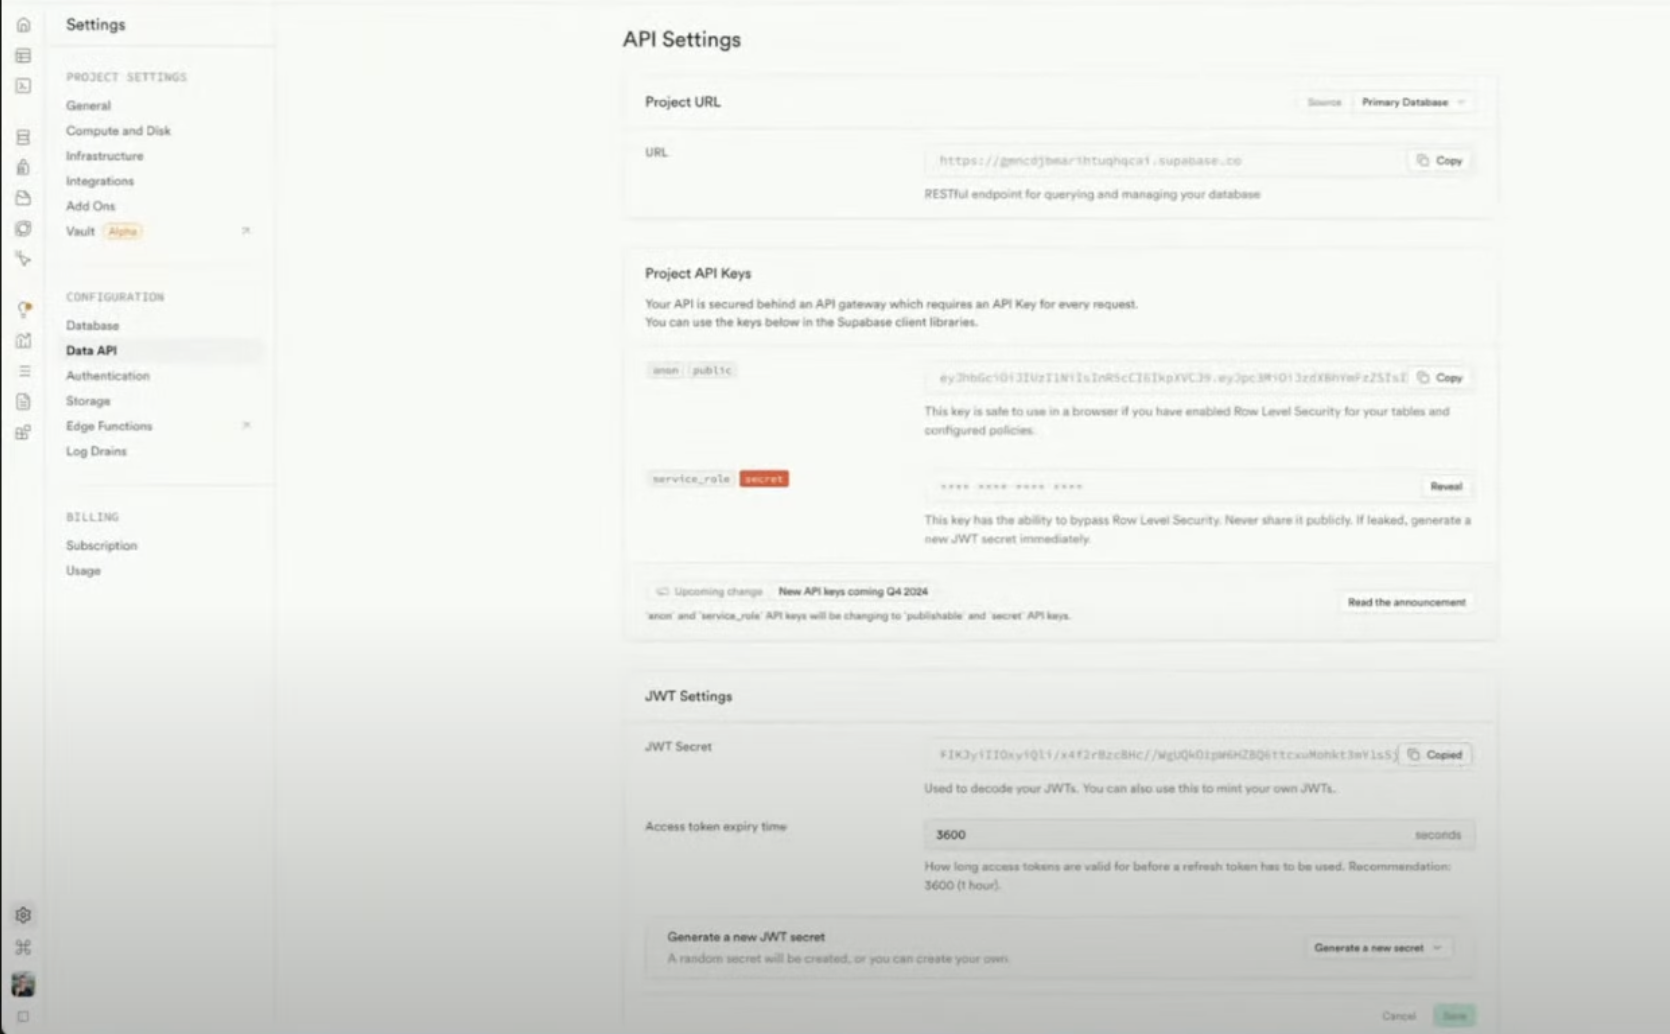 Settings
PROJECT SETTINGS
General
Compute and Disk
Infrastructure
Integrations
Add Ons
Vault Alpha
CONFIGURATION
Database
Data API
Authentication
Storage
Edge Functions
Log Drains
BILLING
Subscription
Usage
API Settings
Project URL
Source Primary Database
URL
Copy
RESTful endpoint for querying and managing your database
Project API Keys
Your API is secured behind an API gateway which requires an API Key for every request.
You can use the keys below in the Supabase client libraries.
anon public
Copy
This key is safe to use in a browser if you have enabled Row Level Security for your tables and
configured policies.
service_role secret
**** **** **** ****
Reveal
This key has the ability to bypass Row Level Security. Never share it publicly. If leaked, generate a
new JWT secret immediately.
Upcoming change New API keys coming Q4 2024
`anon` and `service_role` API keys will be changing to `publishable` and `secret` API keys.
Read the announcement
JWT Settings
JWT Secret
Copied
Used to decode your JWTs. You can also use this to mint your own JWTs.
Access token expiry time
3600 seconds
How long access tokens are valid for before a refresh token has to be used. Recommendation:
3600 (1 hour).
Generate a new JWT secret
A random secret will be created, or you can create your own.
Generate a new secret
Cancel Save